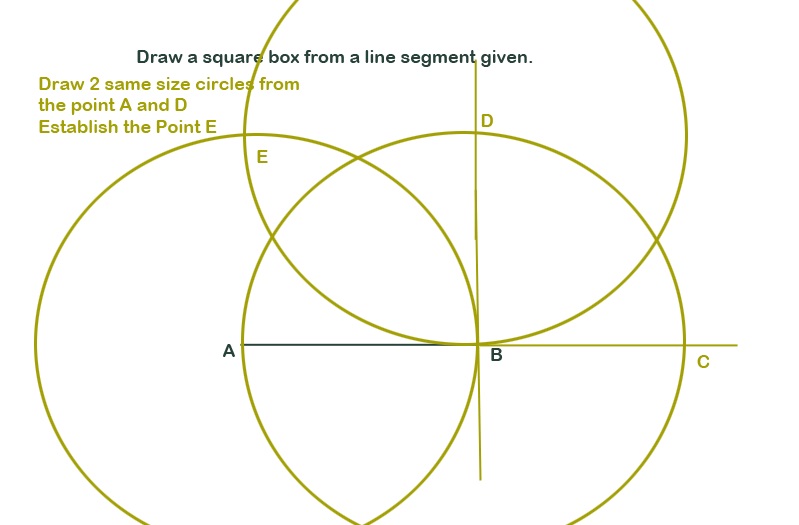 Draw a square box from a line segment given.
Draw 2 same size circles from
the point A and D
Establish the Point E
D
E
A
B
C